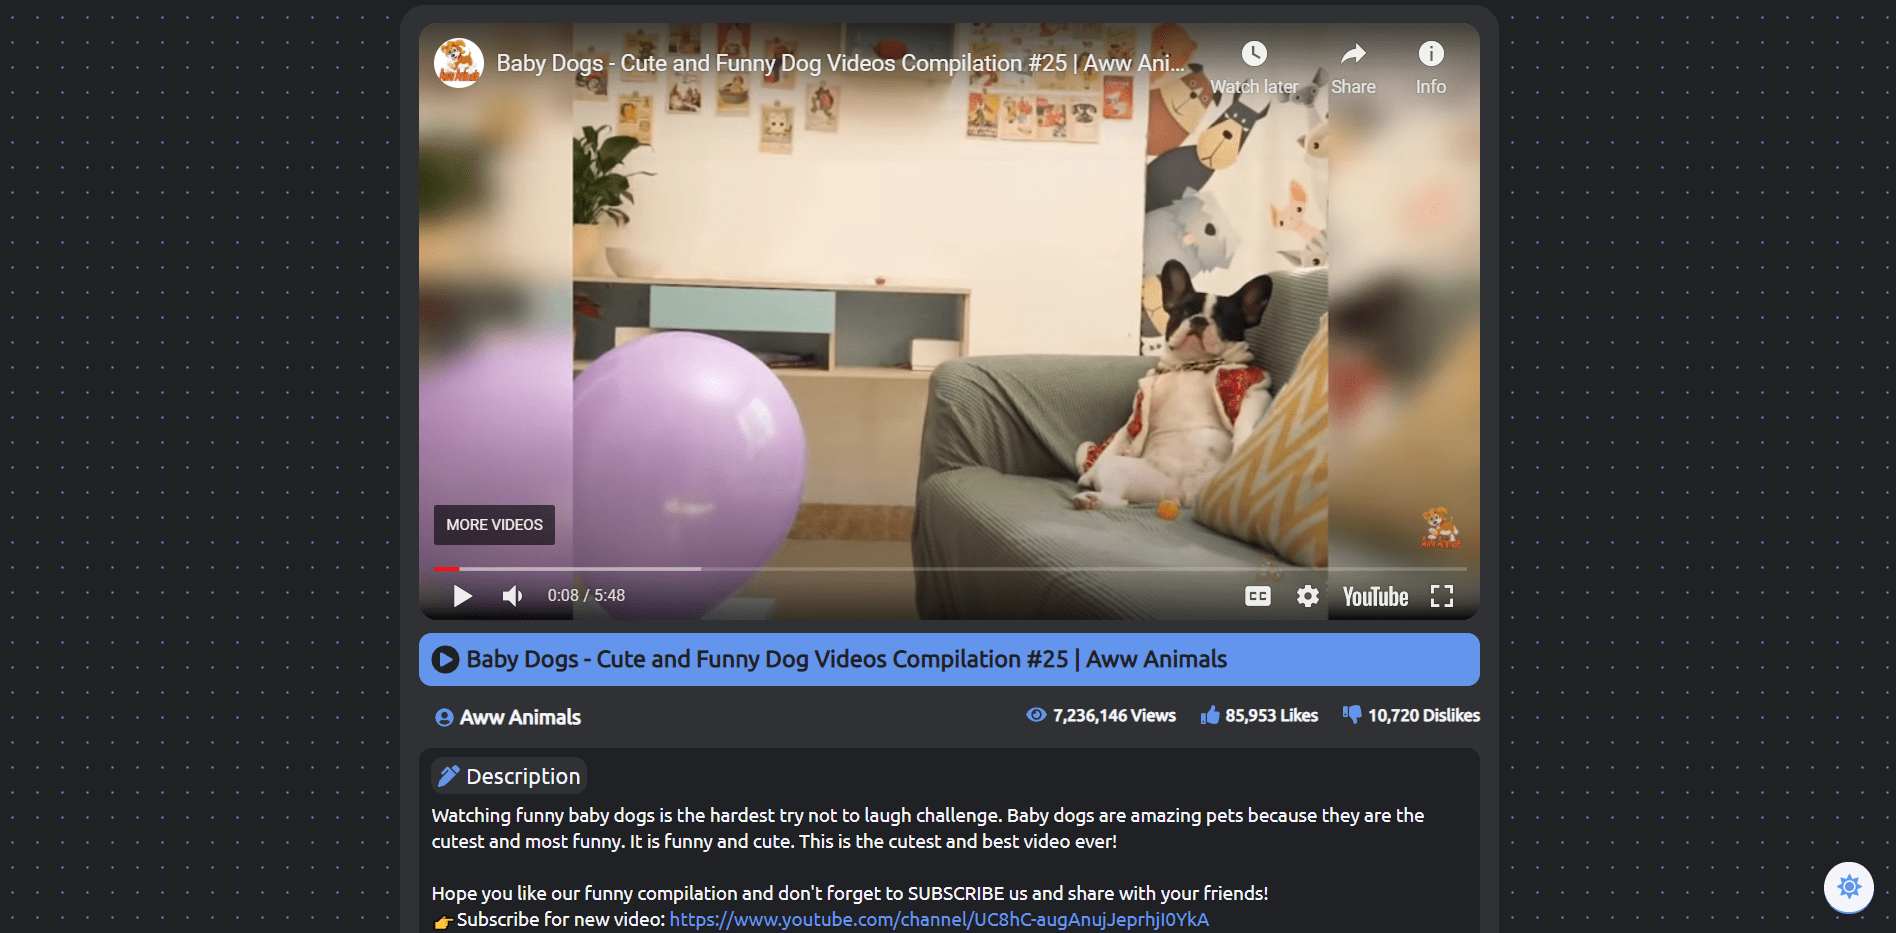 Baby Dogs - Cute and Funny Dog Videos Compilation #25 | Aww Ani...
Watch later
Share
Info
Aww Animals
MORE VIDEOS
0:08 / 5:48
CC
YouTube
Baby Dogs - Cute and Funny Dog Videos Compilation #25 | Aww Animals
Aww Animals
7,236,146 Views
85,953 Likes
10,720 Dislikes
Description
Watching funny baby dogs is the hardest try not to laugh challenge. Baby dogs are amazing pets because they are the
cutest and most funny. It is funny and cute. This is the cutest and best video ever!
Hope you like our funny compilation and don't forget to SUBSCRIBE us and share with your friends!
👉Subscribe for new video: https://www.youtube.com/channel/UC8hC-augAnujJeprhjI0YkA